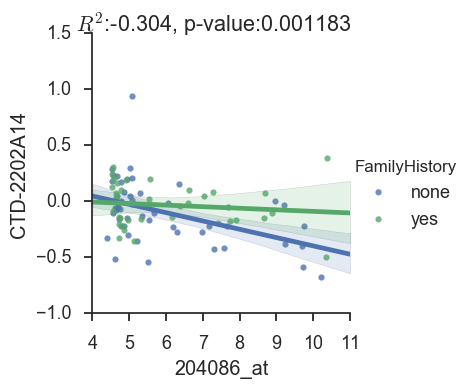 R²:-0.304, p-value:0.001183
1.5
1.0
0.5
0.0
−0.5
−1.0
CTD-2202A14
4 5 6 7 8 9 10 11
204086_at
FamilyHistory
none
yes